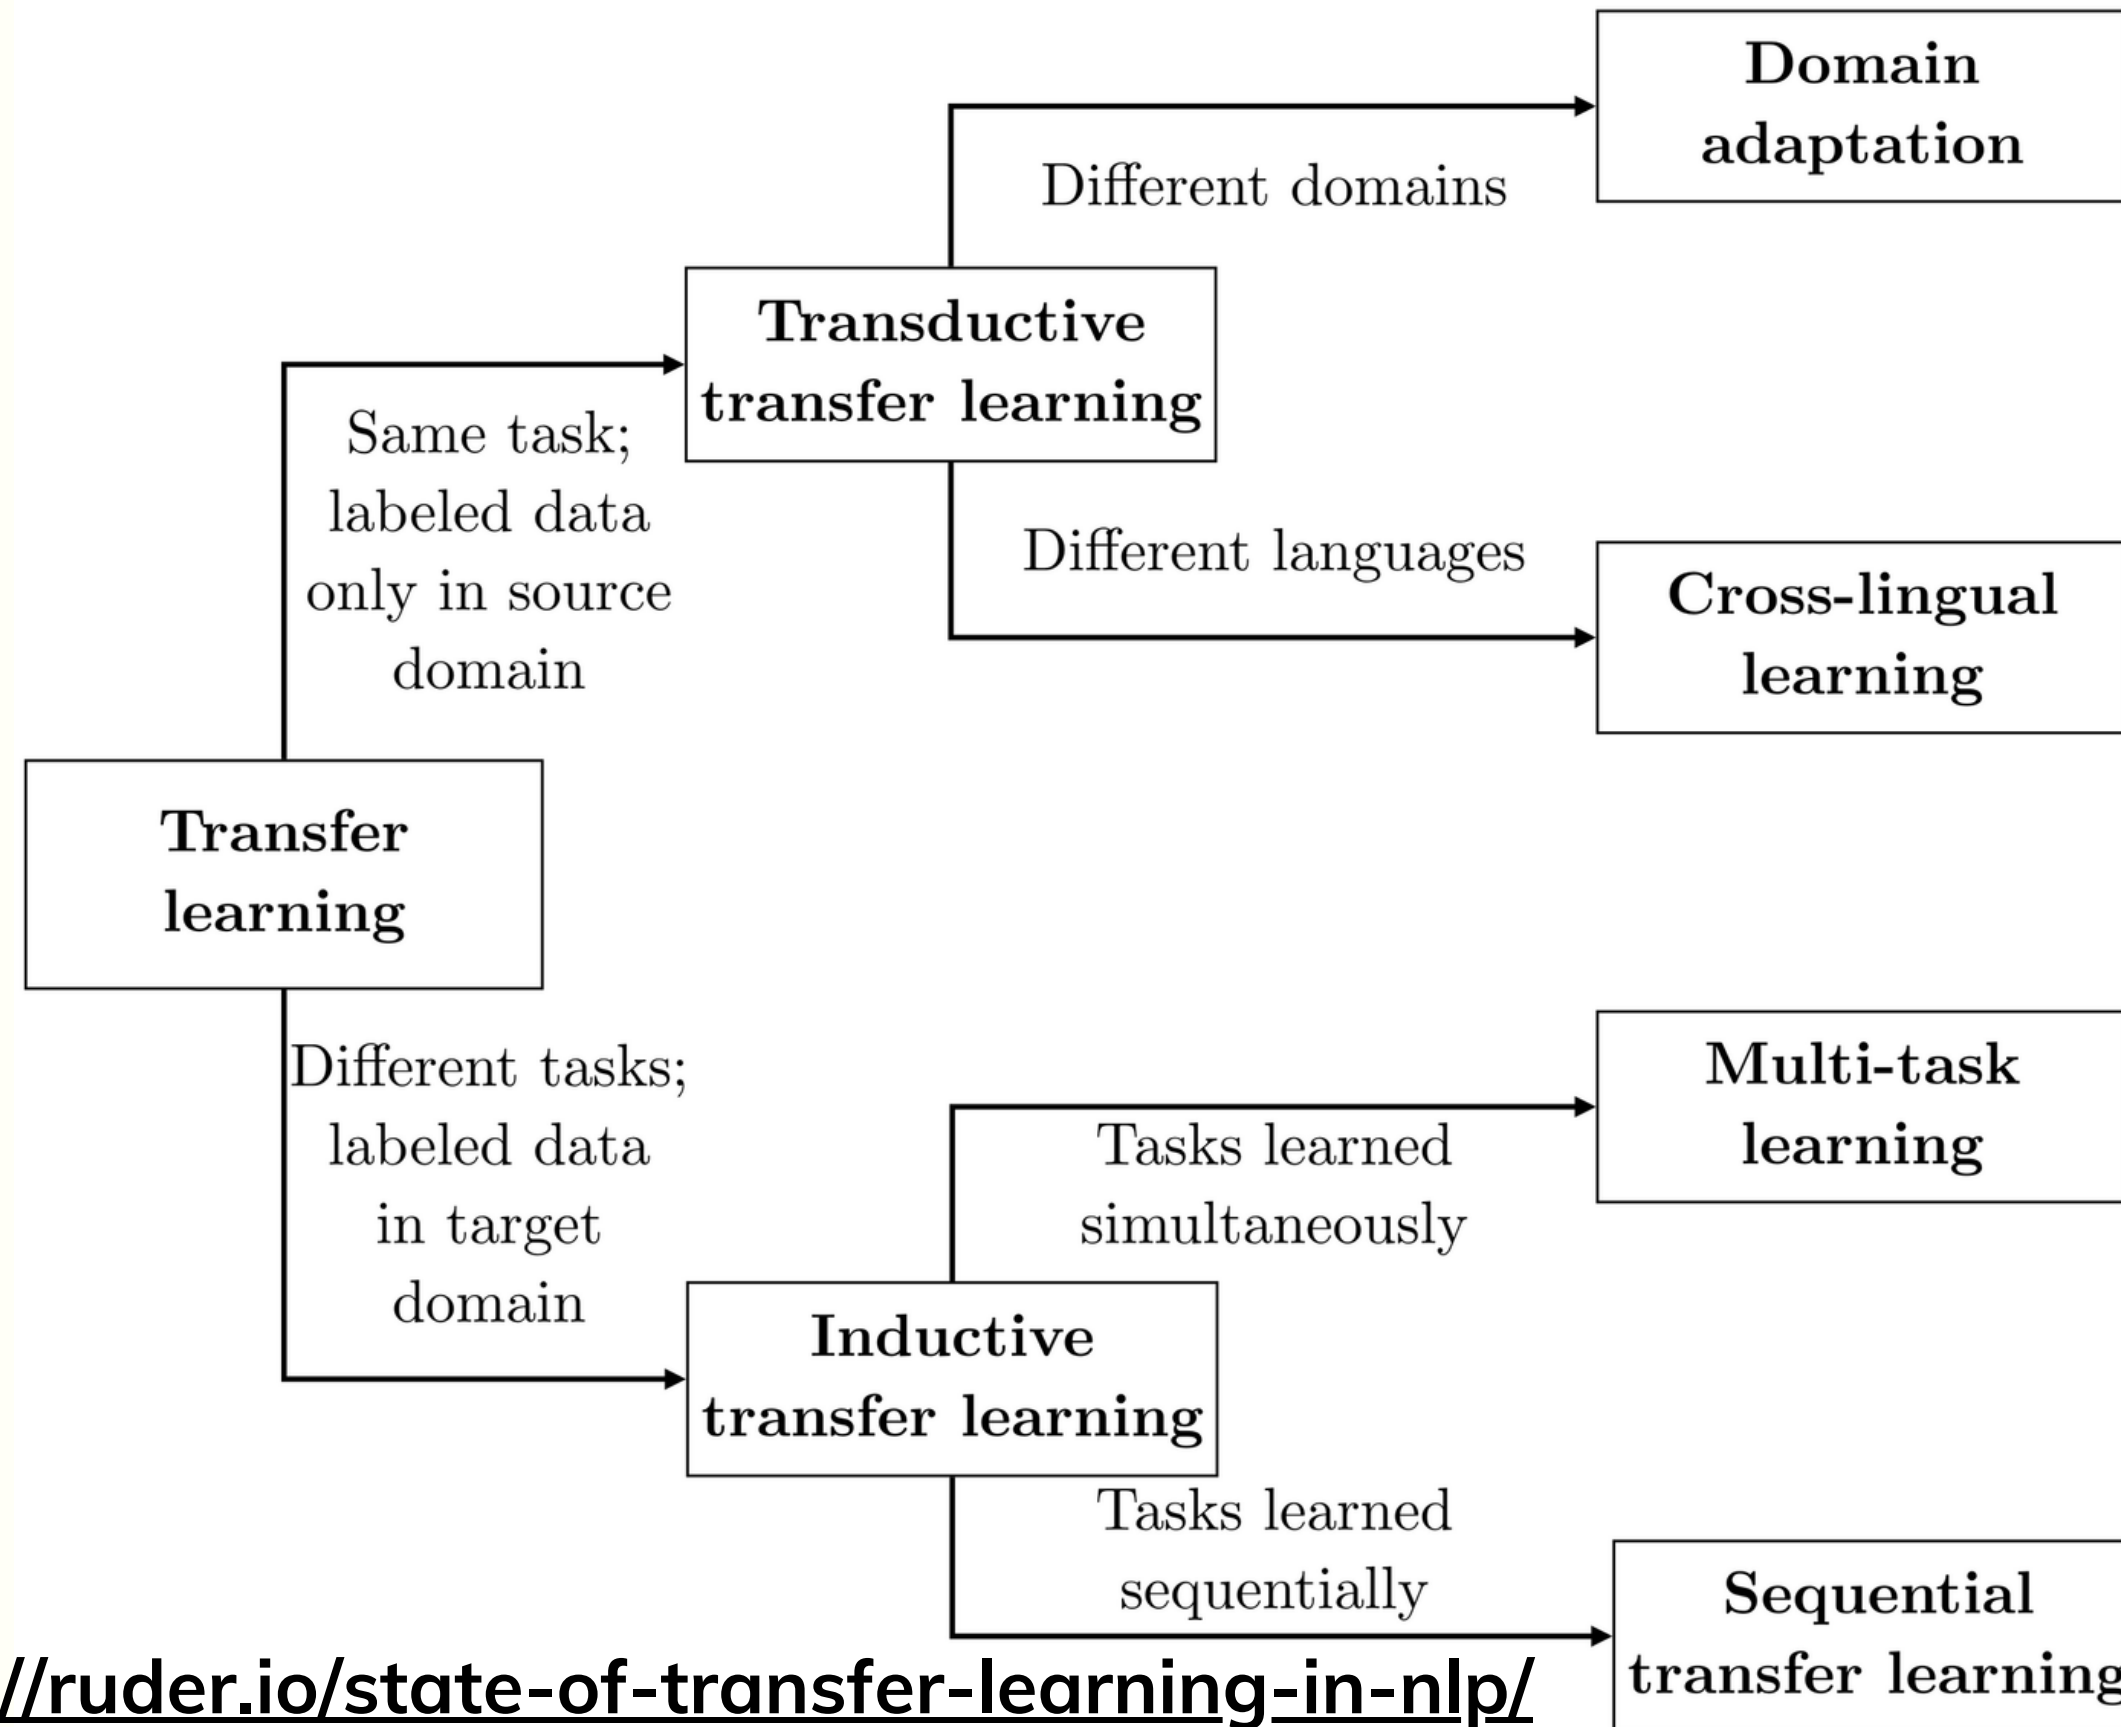 Domain
adaptation
Different domains
Transductive
transfer learning
Same task;
labeled data
only in source
domain
Different languages
Cross-lingual
learning
Transfer
learning
Different tasks;
labeled data
in target
domain
Multi-task
learning
Tasks learned
simultaneously
Inductive
transfer learning
Tasks learned
sequentially
Sequential
transfer learning
//ruder.io/state-of-transfer-learning-in-nlp/